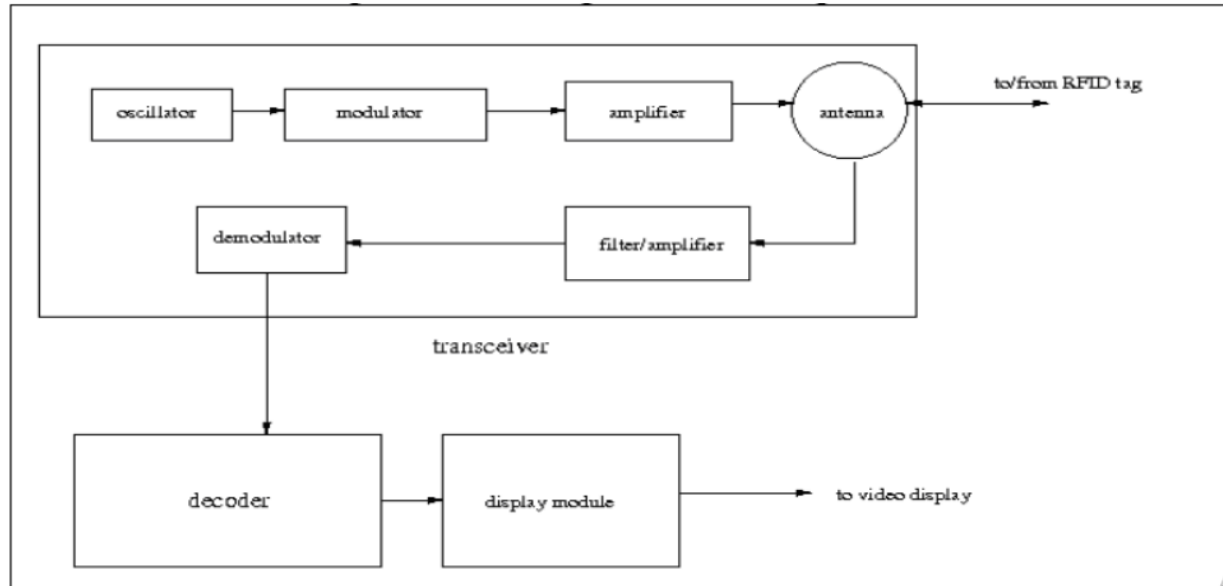 oscillator
modulator
amplifier
antenna
to/from RFID tag
demodulator
filter/amplifier
transceiver
decoder
display module
to video display